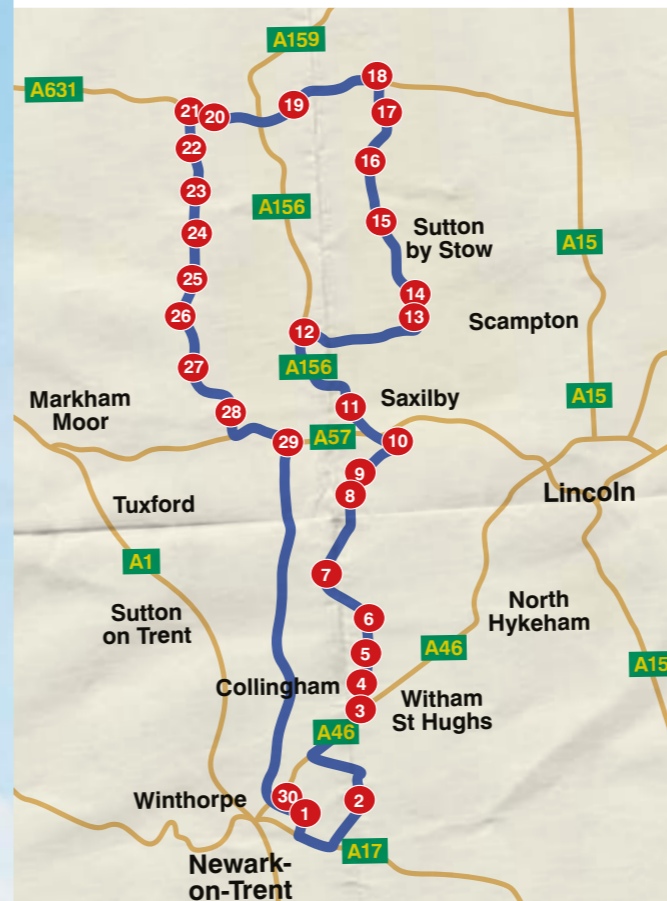 A159
18
A631
19
17
21
20
22
16
23
A156
15
Sutton
by Stow
24
A15
25
14
13
26
12
Scampton
A156
27
Markham
Moor
28
11
Saxilby
A15
29
A57
10
9
8
Lincoln
Tuxford
A1
7
North
Hykeham
Sutton
on Trent
6
A46
5
A15
Collingham
4
3
Witham
St Hughs
A46
Winthorpe
30
1
2
A17
Newark-
on-Trent